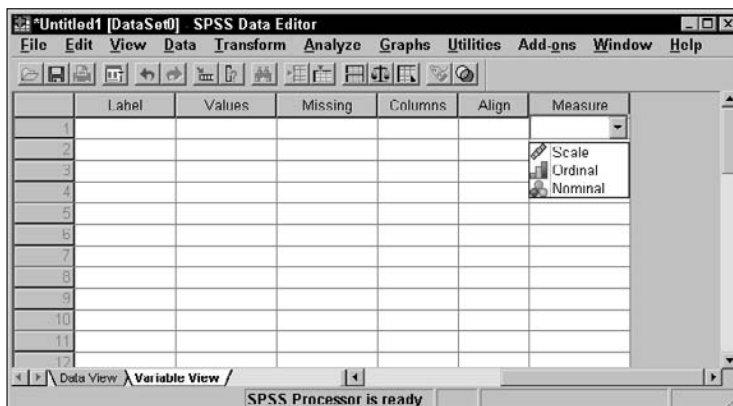 *Untitled1 [DataSet0] - SPSS Data Editor
File Edit View Data Transform Analyze Graphs Utilities Add-ons Window Help
Label Values Missing Columns Align Measure
1
2 Scale
3 Ordinal
4 Nominal
5
6
7
8
9
10
11
12
Data View Variable View
SPSS Processor is ready